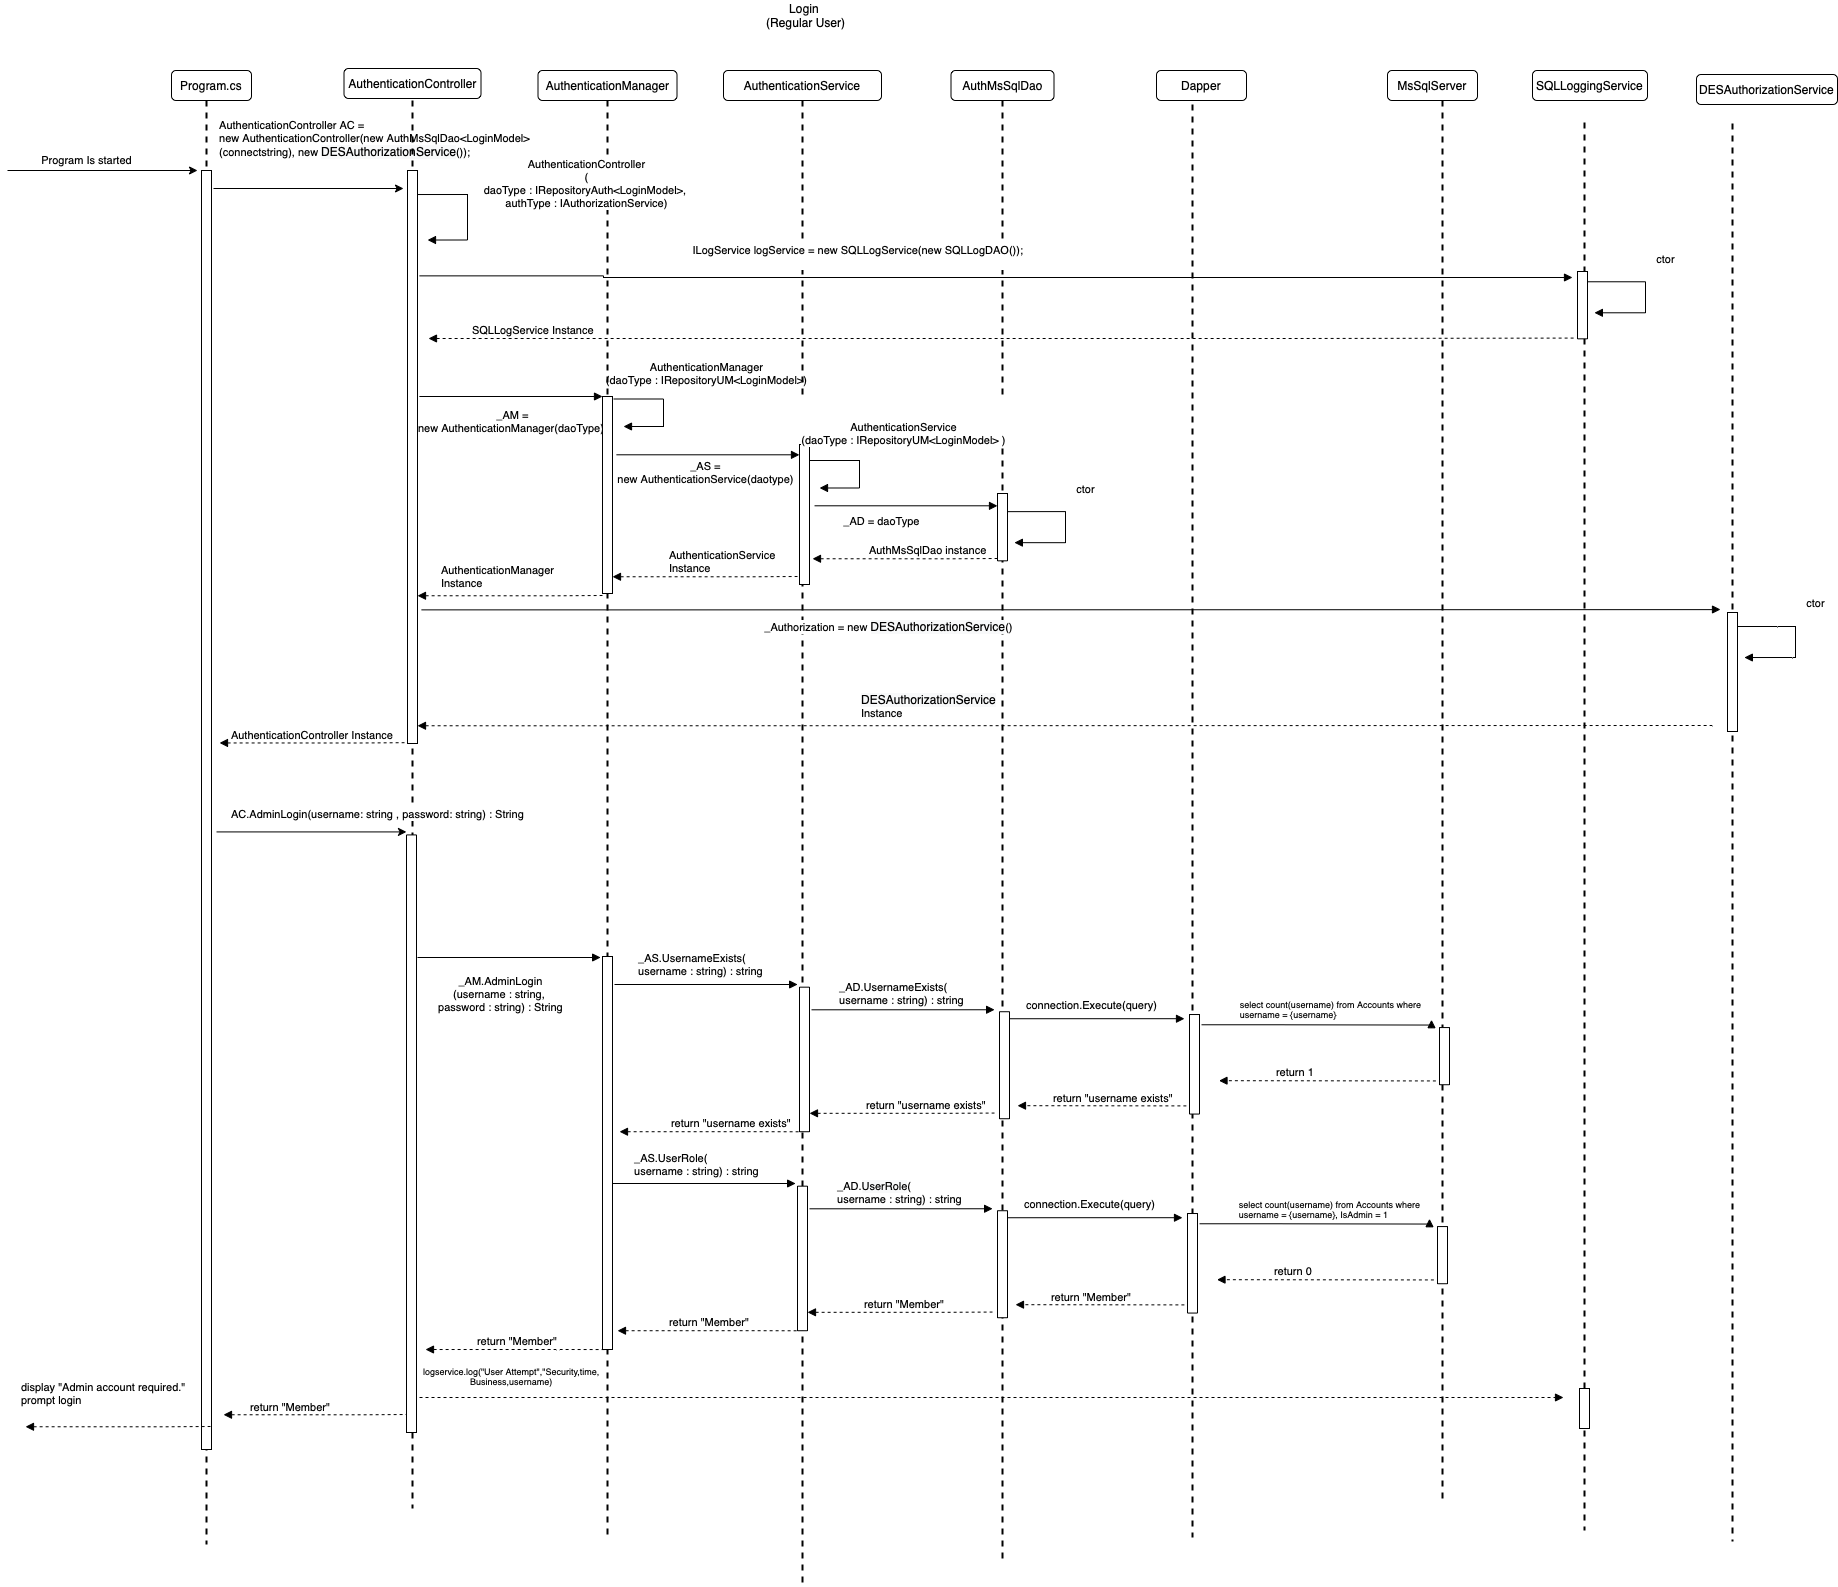 Login
(Regular User)
Program.cs
AuthenticationController
AuthenticationManager
AuthenticationService
AuthMsSqlDao
Dapper
MsSqlServer
SQLLoggingService
DESAuthorizationService
AuthenticationController AC =
new AuthenticationController(new AuthMsSqlDao<LoginModel>
(connectstring), new DESAuthorizationService());
Program Is started
AuthenticationController
(
daoType : IRepositoryAuth<LoginModel>,
authType : IAuthorizationService)
ILogService logService = new SQLLogService(new SQLLogDAO());
ctor
SQLLogService Instance
AuthenticationManager
(daoType : IRepositoryUM<LoginModel>)
_AM =
new AuthenticationManager(daoType)
AuthenticationService
(daoType : IRepositoryUM<LoginModel> )
_AS =
new AuthenticationService(daotype)
ctor
_AD = daoType
AuthMsSqlDao instance
AuthenticationService
Instance
AuthenticationManager
Instance
ctor
_Authorization = new DESAuthorizationService()
DESAuthorizationService
Instance
AuthenticationController Instance
AC.AdminLogin(username: string , password: string) : String
_AM.AdminLogin
(username : string,
password : string) : String
_AS.UsernameExists(
username : string) : string
_AD.UsernameExists(
username : string) : string
connection.Execute(query)
select count(username) from Accounts where
username = {username}
return 1
return "username exists"
return "username exists"
return "username exists"
_AS.UserRole(
username : string) : string
_AD.UserRole(
username : string) : string
connection.Execute(query)
select count(username) from Accounts where
username = {username}, IsAdmin = 1
return 0
return "Member"
return "Member"
return "Member"
return "Member"
logservice.log("User Attempt","Security,time,
Business,username)
display "Admin account required."
prompt login
return "Member"